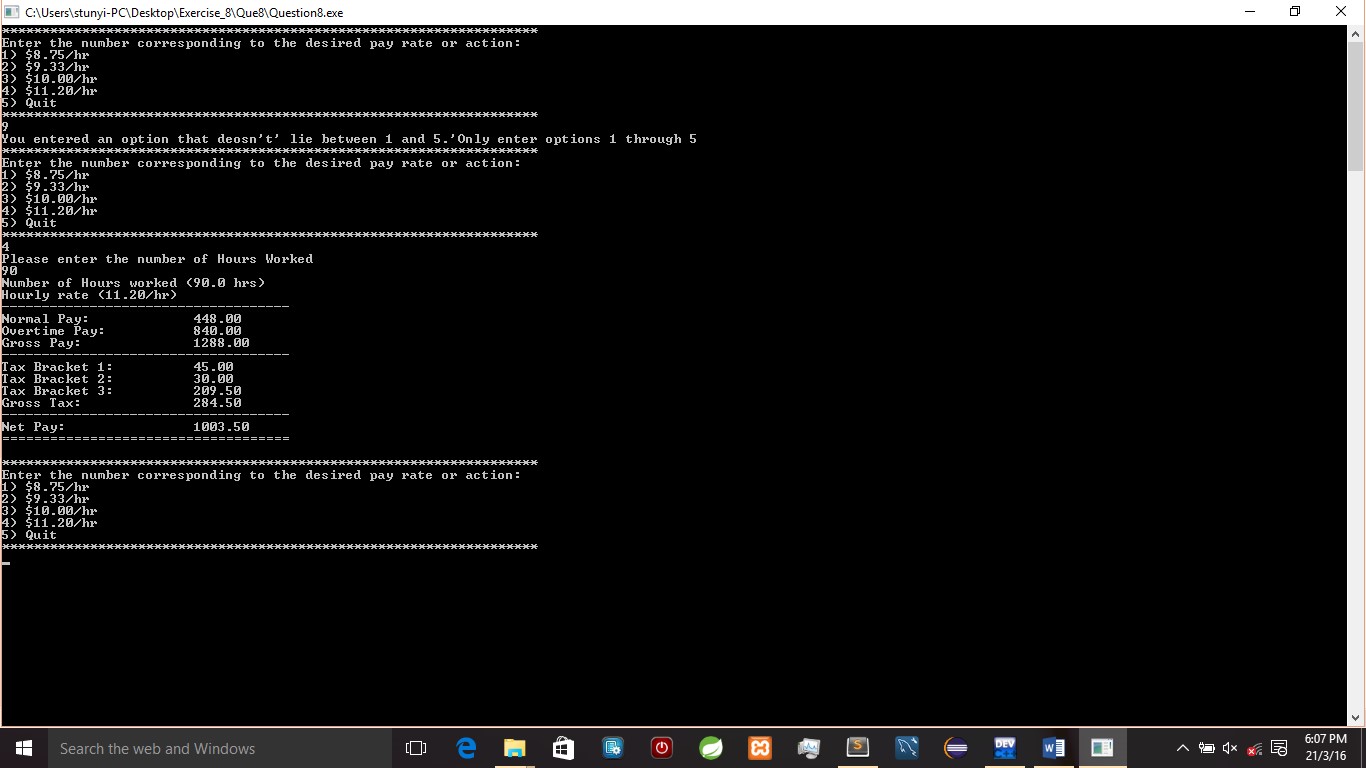 C:\Users\stunyi-PC\Desktop\Exercise_8\Que8\Question8.exe
*******************************************************************
Enter the number corresponding to the desired pay rate or action:
1) $8.75/hr
2) $9.33/hr
3) $10.00/hr
4) $11.20/hr
5) Quit
*******************************************************************
9
You entered an option that deosn't' lie between 1 and 5.'Only enter options 1 through 5
*******************************************************************
Enter the number corresponding to the desired pay rate or action:
1) $8.75/hr
2) $9.33/hr
3) $10.00/hr
4) $11.20/hr
5) Quit
*******************************************************************
4
Please enter the number of Hours Worked
90
Number of Hours worked (90.0 hrs)
Hourly rate (11.20/hr)
------------------------------------
Normal Pay: 448.00
Overtime Pay: 840.00
Gross Pay: 1288.00
------------------------------------
Tax Bracket 1: 45.00
Tax Bracket 2: 30.00
Tax Bracket 3: 209.50
Gross Tax: 284.50
------------------------------------
Net Pay: 1003.50
====================================
*******************************************************************
Enter the number corresponding to the desired pay rate or action:
1) $8.75/hr
2) $9.33/hr
3) $10.00/hr
4) $11.20/hr
5) Quit
*******************************************************************
Search the web and Windows
DEV
6:07 PM
21/3/16